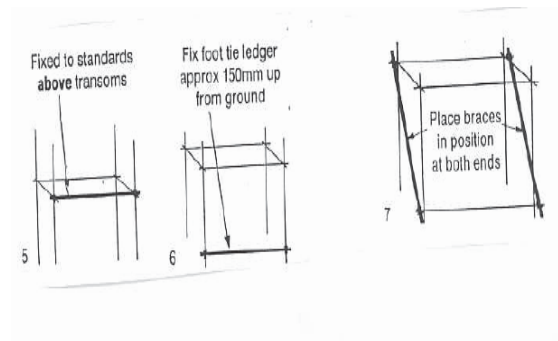 Fixed to standards
above transoms
5
Fix foot tie ledger
approx 150mm up
from ground
6
Place braces
in position
at both ends
7